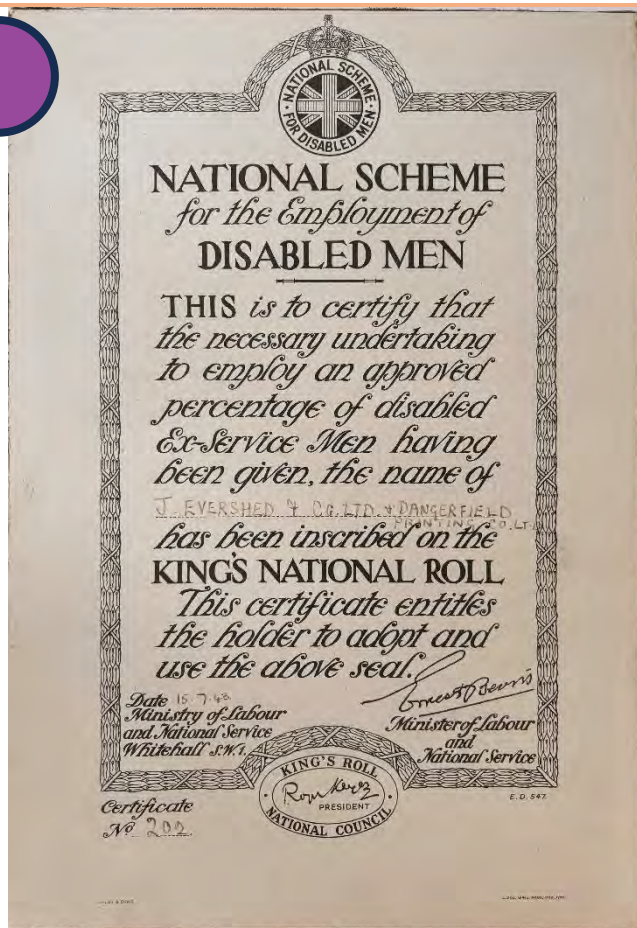 NATIONAL SCHEME
FOR DISABLED MEN
NATIONAL SCHEME
for the Employment of
DISABLED MEN
THIS is to certify that
the necessary undertaking
to employ an approved
percentage of disabled
Ex-Service Men having
been given, the name of
J. EVERSHED & CO. LTD. & DANGERFIELD
PRINTING CO. LTD.
has been inscribed on the
KING'S NATIONAL ROLL
This certificate entitles
the holder to adopt and
use the above seal.
Ernest Bevin
Date 15.7.43
Ministry of Labour
and National Service
Whitehall S.W.1.
Minister of Labour
and
National Service
KING'S ROLL
Roger Keyes
PRESIDENT
NATIONAL COUNCIL
E.D. 547.
Certificate
No 200